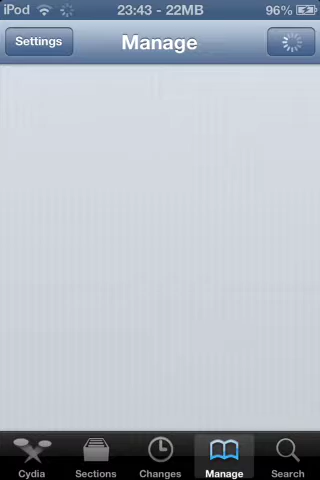 iPod 23:43 - 22MB 96%
Settings Manage
Cydia Sections Changes Manage Search